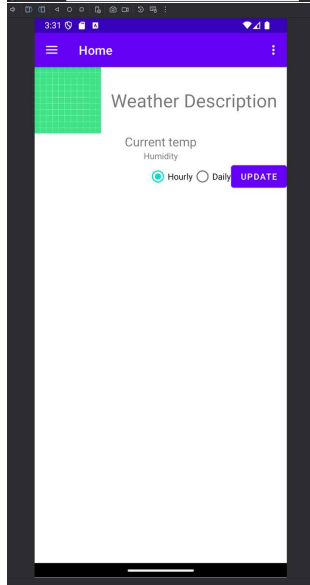 3:31
Home
Weather Description
Current temp
Humidity
Hourly Daily UPDATE